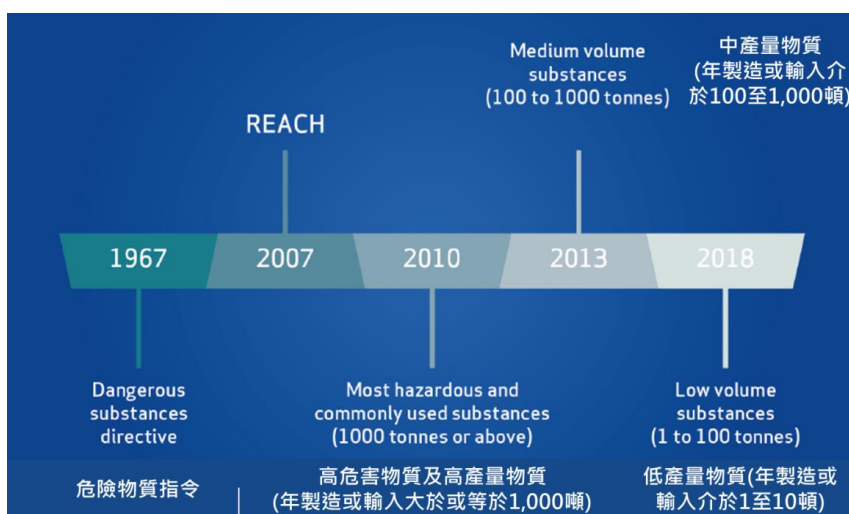 Medium volume
substances
(100 to 1000 tonnes)
中產量物質
(年製造或輸入介
於100至1,000頓)
REACH
1967
2007
2010
2013
2018
Dangerous
substances
directive
Most hazardous and
commonly used substances
(1000 tonnes or above)
Low volume
substances
(1 to 100 tonnes)
危險物質指令
高危害物質及高產量物質
(年製造或輸入大於或等於1,000噸)
低產量物質(年製造或
輸入介於1至10頓)